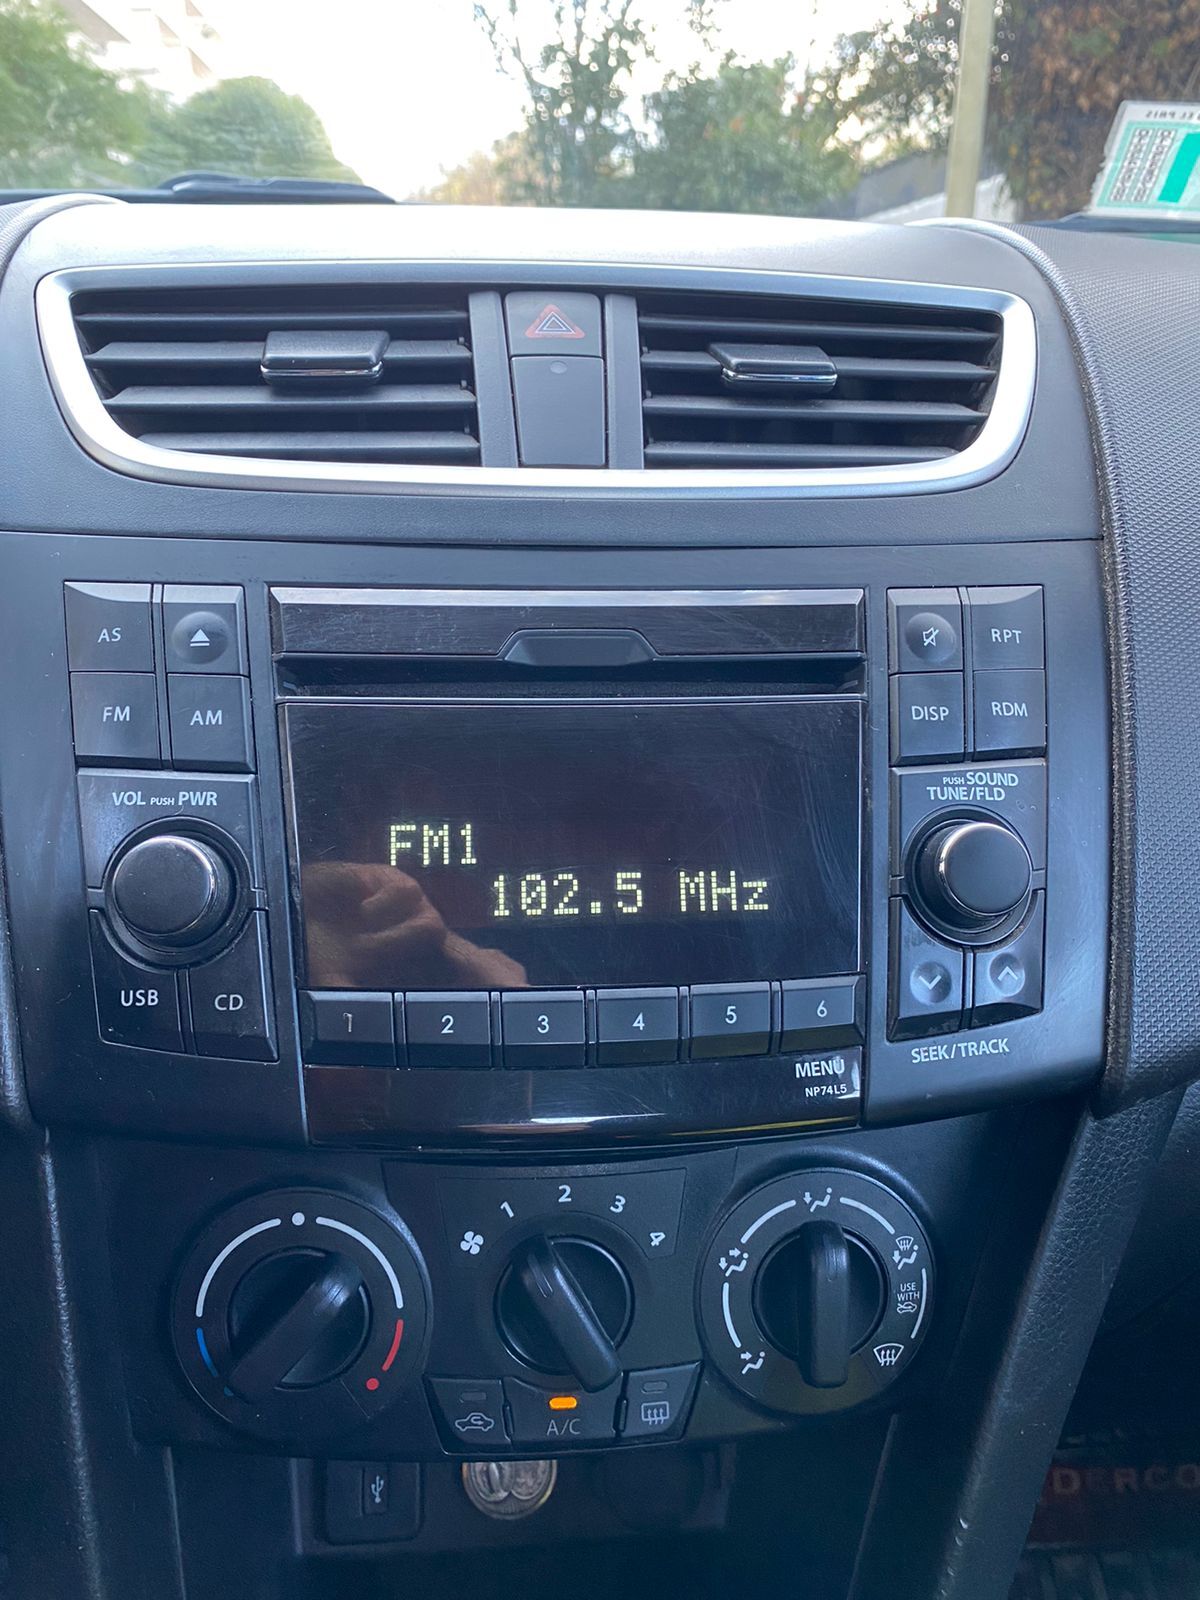 AS
FM
AM
VOL PUSH PWR
USB
CD
FM1
102.5 MHz
1
2
3
4
5
6
MENU
NP74L5
RPT
DISP
RDM
PUSH SOUND
TUNE/FLD
SEEK/TRACK
1
2
3
4
USE
WITH
A/C
DERCO